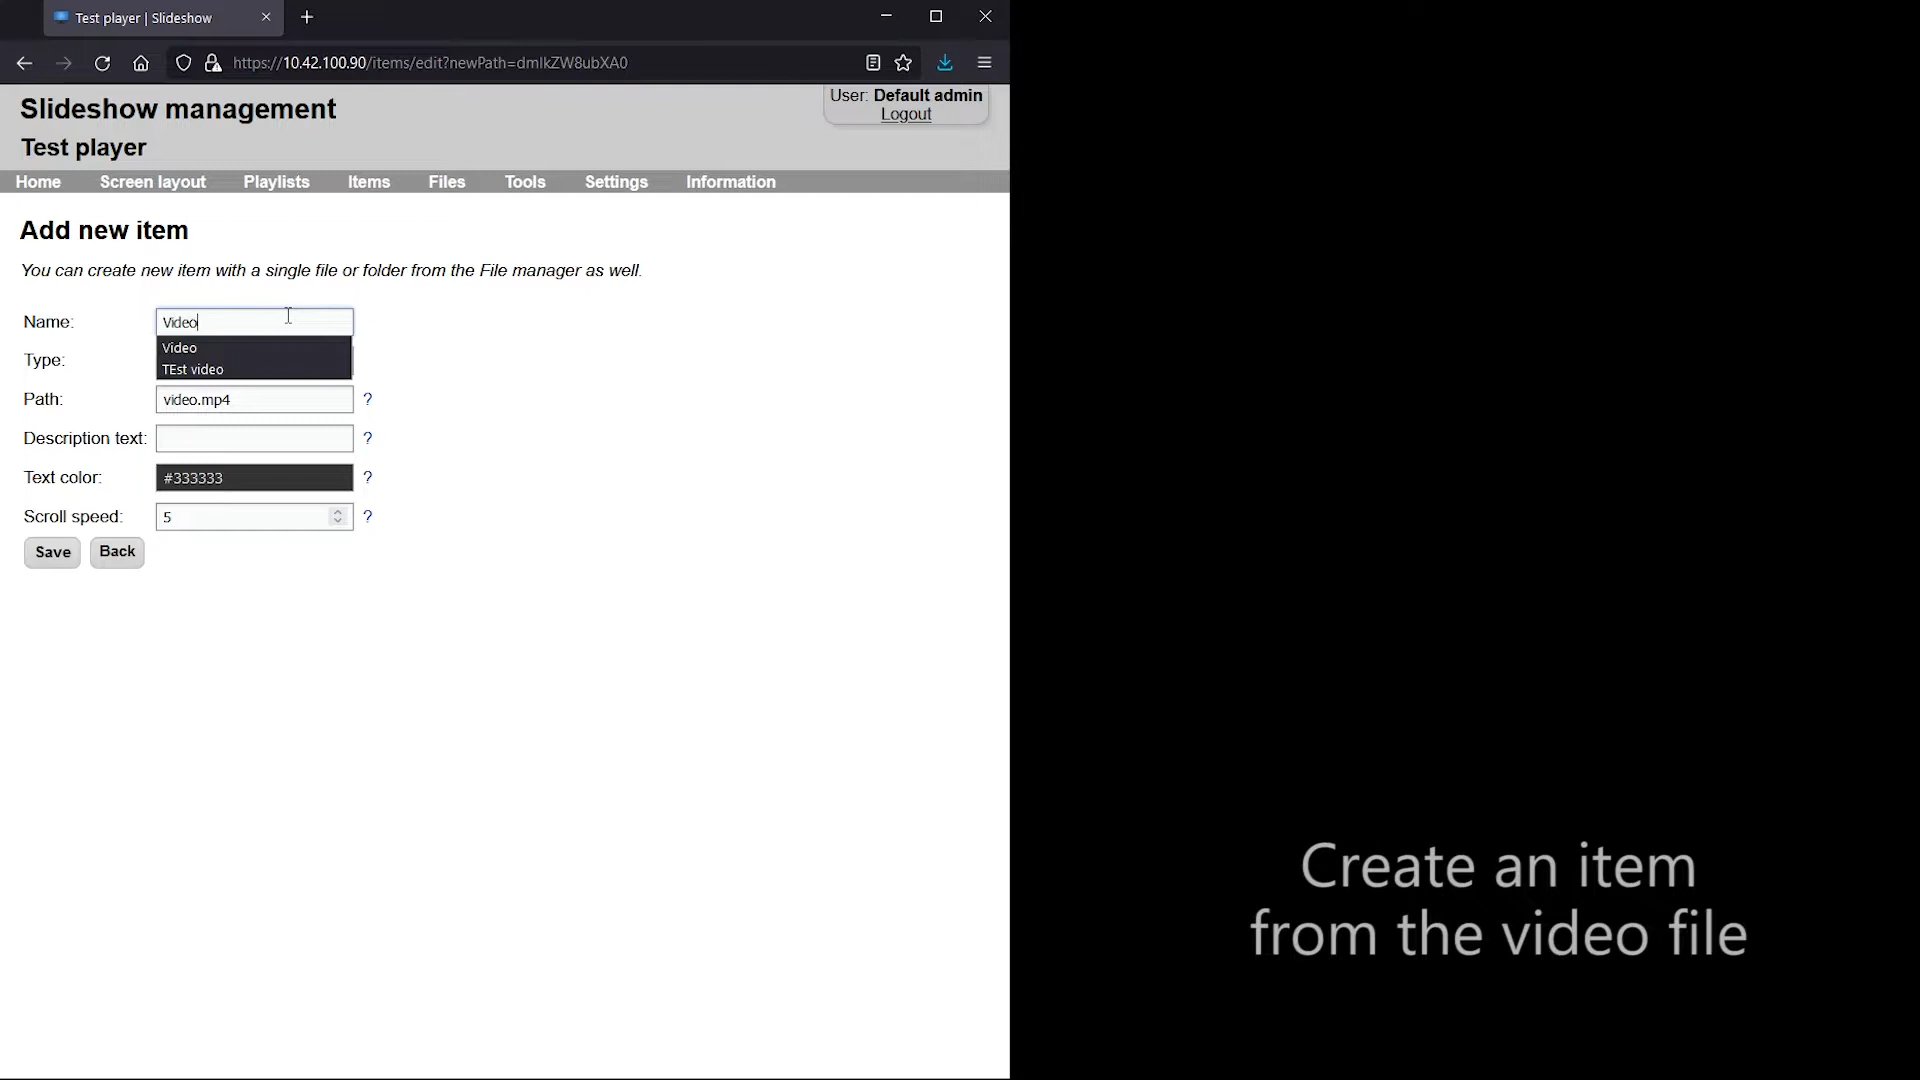 Test player | Slideshow
https://10.42.100.90/items/edit?newPath=dmlkZW8ubXA0
Slideshow management
User: Default admin
Logout
Test player
Home Screen layout Playlists Items Files Tools Settings Information
Add new item
You can create new item with a single file or folder from the File manager as well.
Name: Video
Video
Type:
TEst video
Path: video.mp4 ?
Description text: ?
Text color: #333333 ?
Scroll speed: 5 ?
Save Back
Create an item
from the video file